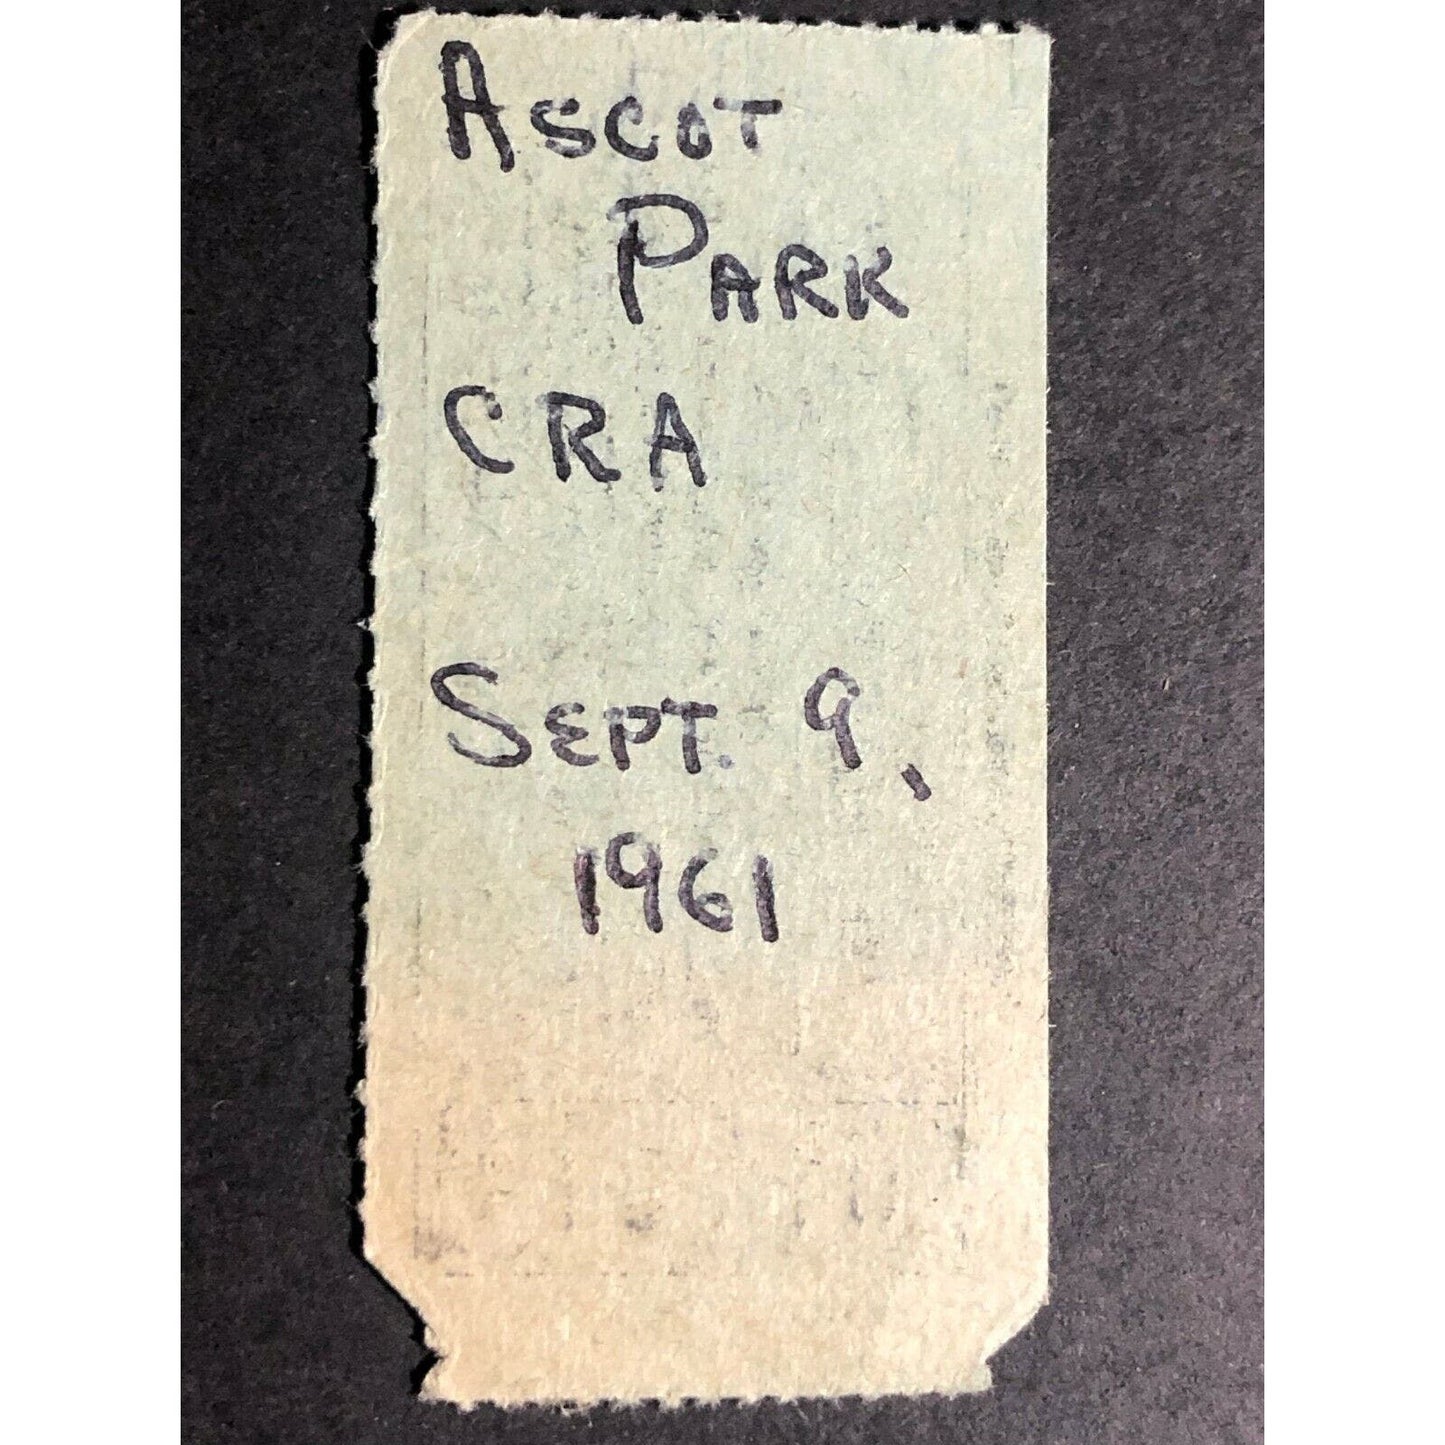 ASCOT
PARK
CRA
SEPT. 9,
1961